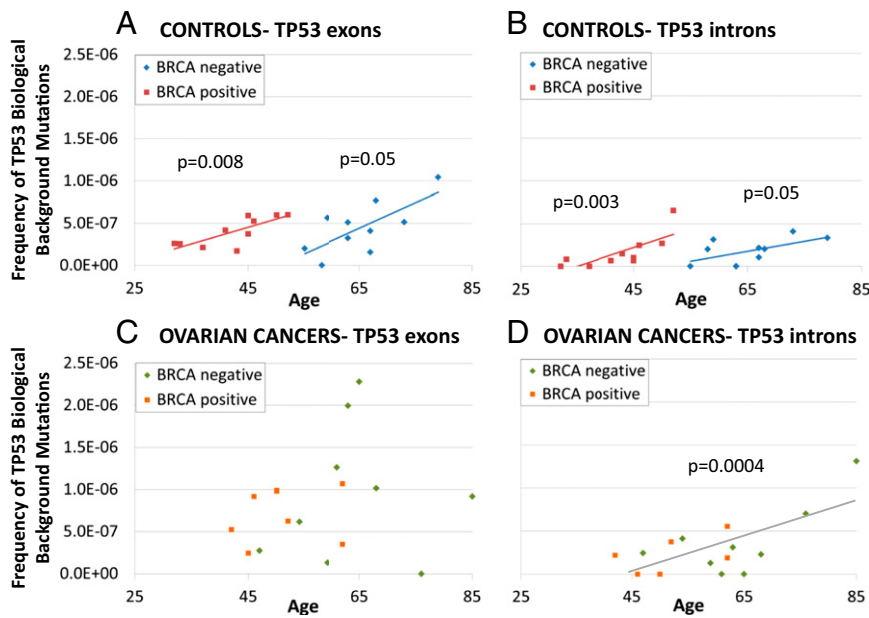 A
CONTROLS- TP53 exons
Frequency of TP53 Biological
Background Mutations
2.5E-06
2.0E-06
1.5E-06
1.0E-06
5.0E-07
0.0E+00
BRCA negative
BRCA positive
p=0.008
p=0.05
25
45
65
85
Age
B
CONTROLS- TP53 introns
BRCA negative
BRCA positive
p=0.003
p=0.05
25
45
65
85
Age
C
OVARIAN CANCERS- TP53 exons
Frequency of TP53 Biological
Background Mutations
2.5E-06
2.0E-06
1.5E-06
1.0E-06
5.0E-07
0.0E+00
BRCA negative
BRCA positive
25
45
65
85
Age
D
OVARIAN CANCERS- TP53 introns
BRCA negative
BRCA positive
p=0.0004
25
45
65
85
Age